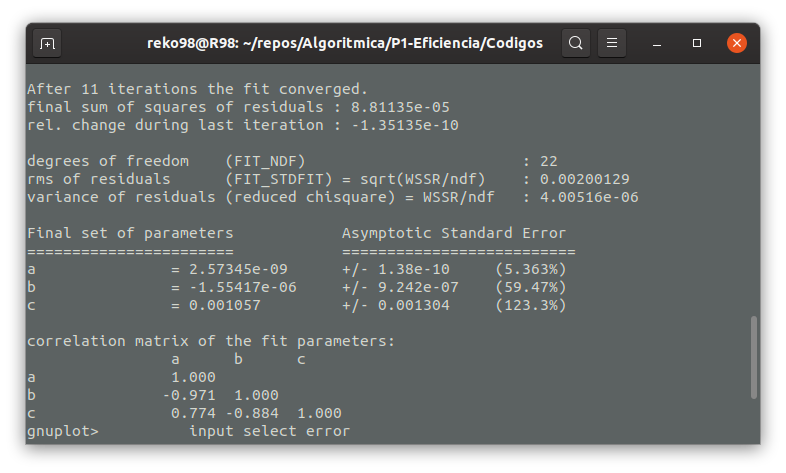 reko98@R98: ~/repos/Algoritmica/P1-Eficiencia/Codigos
After 11 iterations the fit converged.
final sum of squares of residuals : 8.81135e-05
rel. change during last iteration : -1.35135e-10
degrees of freedom    (FIT_NDF)                        : 22
rms of residuals      (FIT_STDFIT) = sqrt(WSSR/ndf)    : 0.00200129
variance of residuals (reduced chisquare) = WSSR/ndf   : 4.00516e-06
Final set of parameters            Asymptotic Standard Error
=======================            ==========================
a               = 2.57345e-09      +/- 1.38e-10     (5.363%)
b               = -1.55417e-06     +/- 9.242e-07    (59.47%)
c               = 0.001057         +/- 0.001304     (123.3%)
correlation matrix of the fit parameters:
                a      b      c
a               1.000
b              -0.971  1.000
c               0.774 -0.884  1.000
gnuplot>          input select error